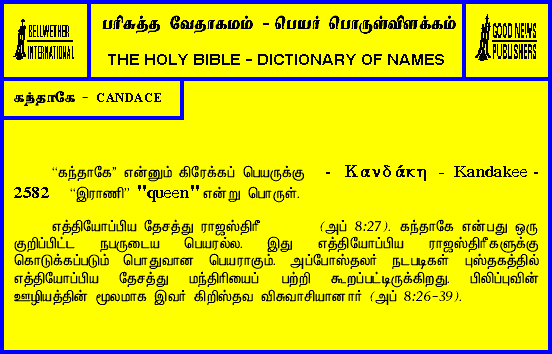 BELLWETHER
INTERNATIONAL
பரிசுத்த வேதாகமம் - பெயர் பொருள்விளக்கம்
THE HOLY BIBLE - DICTIONARY OF NAMES
GOOD NEWS
PUBLISHERS
கந்தாகே - CANDACE
“கந்தாகே” என்னும் கிரேக்கப் பெயருக்கு - Κανδάκη - Kandakee -
2582 “இராணி” "queen" என்று பொருள்.
எத்தியோப்பிய தேசத்து ராஜஸ்திரீ (அப் 8:27). கந்தாகே என்பது ஒரு
குறிப்பிட்ட நபருடைய பெயரல்ல. இது எத்தியோப்பிய ராஜஸ்திரீகளுக்கு
கொடுக்கப்படும் பொதுவான பெயராகும். அப்போஸ்தலர் நடபடிகள் புஸ்தகத்தில்
எத்தியோப்பிய தேசத்து மந்திரியைப் பற்றி கூறப்பட்டிருக்கிறது. பிலிப்புவின்
ஊழியத்தின் மூலமாக இவர் கிறிஸ்தவ விசுவாசியானார் (அப் 8:26-39).